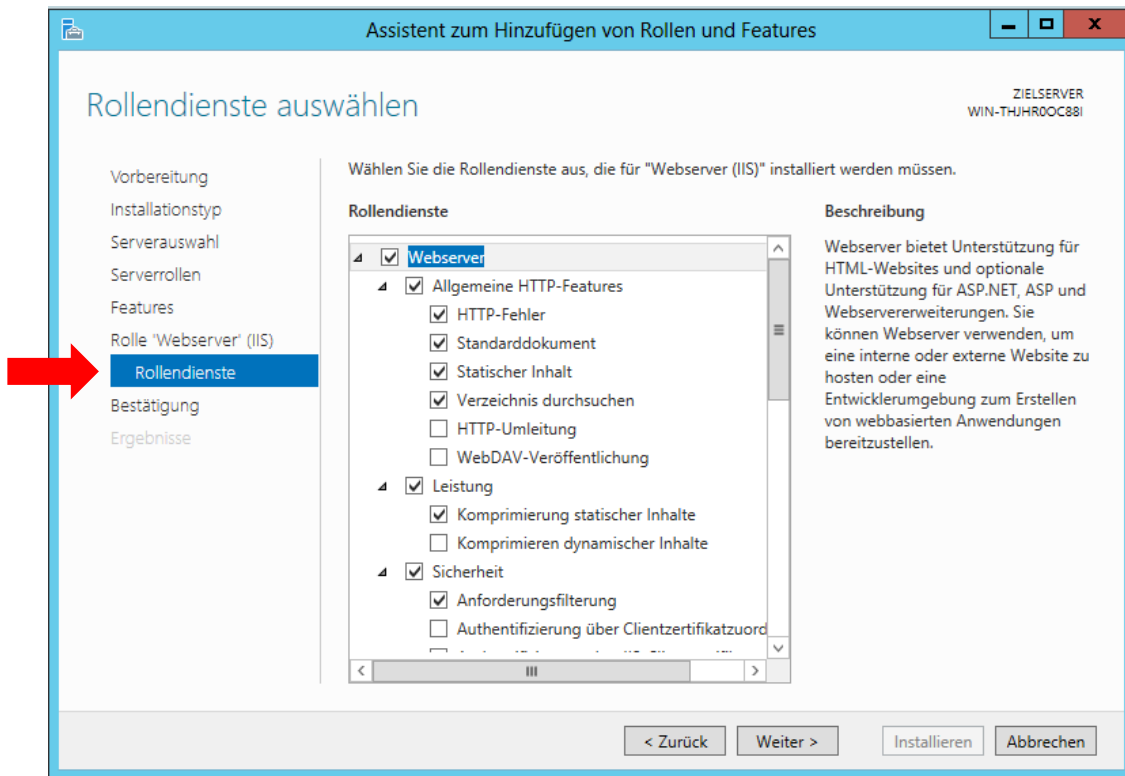 Assistent zum Hinzufügen von Rollen und Features
Rollendienste auswählen
ZIELSERVER
WIN-THJHR0OC88I
Vorbereitung
Installationstyp
Serverauswahl
Serverrollen
Features
Rolle "Webserver" (IIS)
Rollendienste
Bestätigung
Ergebnisse
Wählen Sie die Rollendienste aus, die für "Webserver (IIS)" installiert werden müssen.
Rollendienste
Webserver
Allgemeine HTTP-Features
HTTP-Fehler
Standarddokument
Statischer Inhalt
Verzeichnis durchsuchen
HTTP-Umleitung
WebDAV-Veröffentlichung
Leistung
Komprimierung statischer Inhalte
Komprimieren dynamischer Inhalte
Sicherheit
Anforderungsfilterung
Authentifizierung über Clientzertifikatzuord
Beschreibung
Webserver bietet Unterstützung für
HTML-Websites und optionale
Unterstützung für ASP.NET, ASP und
Webservererweiterungen. Sie
können Webserver verwenden, um
eine interne oder externe Website zu
hosten oder eine
Entwicklerumgebung zum Erstellen
von webbasierten Anwendungen
bereitzustellen.
< Zurück
Weiter >
Installieren
Abbrechen